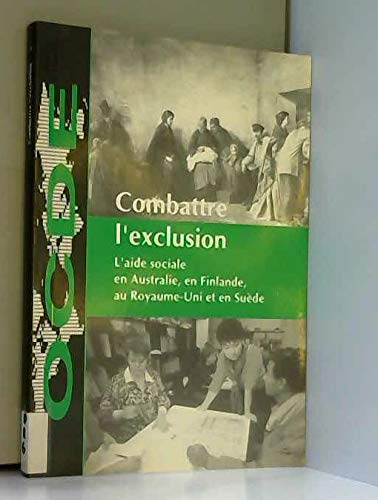 OCDE
Combattre
l'exclusion
L'aide sociale
en Australie, en Finlande,
au Royaume-Uni et en Suède